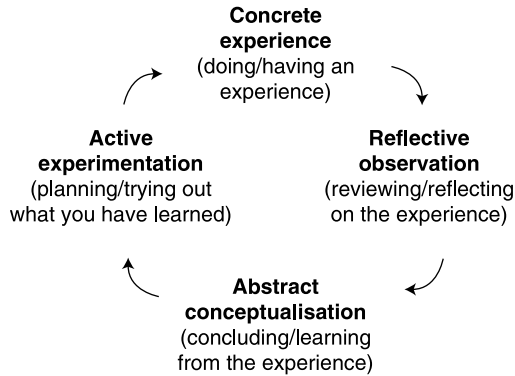 Concrete
experience
(doing/having an
experience)
Reflective
observation
(reviewing/reflecting
on the experience)
Abstract
conceptualisation
(concluding/learning
from the experience)
Active
experimentation
(planning/trying out
what you have learned)